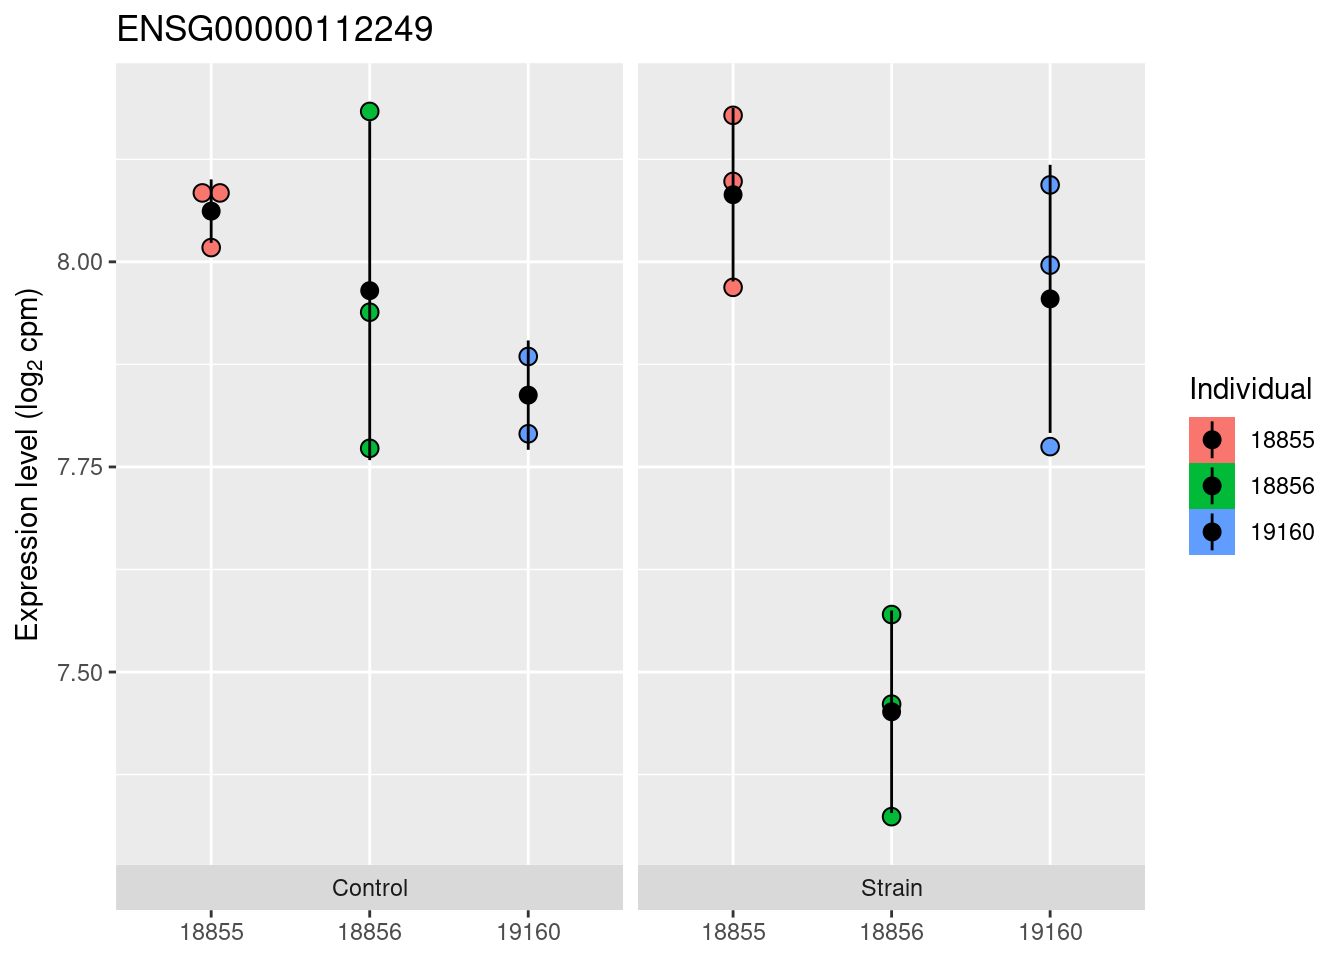 ENSG00000112249
Expression level (log₂ cpm)
8.00
7.75
7.50
Control
Strain
18855
18856
19160
18855
18856
19160
Individual
18855
18856
19160